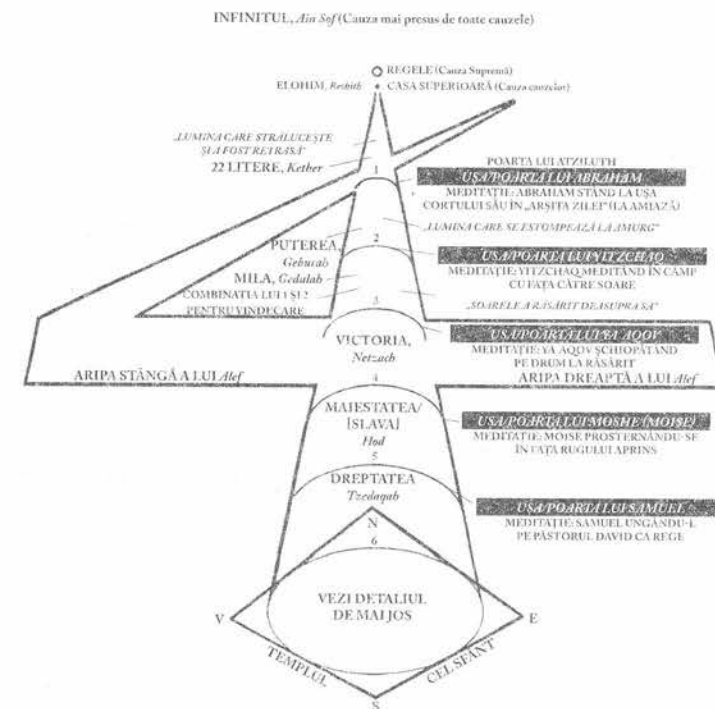 INFINITUL, Ain Sof (Cauza mai presus de toate cauzele)
REGELE (Cauza Supremă)
ELOHIM, Reshith
CASA SUPERIOARĂ (Cauza cauzelor)
„LUMINA CARE STRĂLUCEȘTE
ȘI A FOST RETRASĂ”
22 LITERE, Kether
1
POARTA LUI ATZILUTH
UȘA/POARTA LUI ABRAHAM
MEDITAȚIE: ABRAHAM STÂND LA UȘA
CORTULUI SĂU ÎN „ARȘIȚA ZILEI” (LA AMIAZĂ)
„LUMINA CARE SE ESTOMPEAZĂ LA AMURG”
PUTEREA,
Geburah
2
UȘA/POARTA LUI YITZCHAQ
MEDITAȚIE: YITZCHAQ MEDITÂND ÎN CÂMP
CU FAȚA CĂTRE SOARE
MILA, Gedulah
COMBINAȚIA LUI 1 ȘI 2
PENTRU VINDECARE
„SOARELE A RĂSĂRIT DEASUPRA SA”
3
VICTORIA,
Netzach
UȘA/POARTA LUI YA AQOV
MEDITAȚIE: YA AQOV ȘCHIOPĂTÂND
PE DRUM LA RĂSĂRIT
ARIPA STÂNGĂ A LUI Alef
ARIPA DREAPTĂ A LUI Alef
4
MAIESTATEA/
[SLAVA]
Hod
UȘA/POARTA LUI MOSHE [MOISE]
MEDITAȚIE: MOISE PROSTERNÂNDU-SE
ÎN FAȚA RUGULUI APRINS
5
DREPTATEA
Tzedaqah
UȘA/POARTA LUI SAMUEL
MEDITAȚIE: SAMUEL UNGÂNDU-L
PE PĂSTORUL DAVID CA REGE
N
6
VEZI DETALIUL
DE MAI JOS
V
E
TEMPLUL
CEL SFÂNT
S